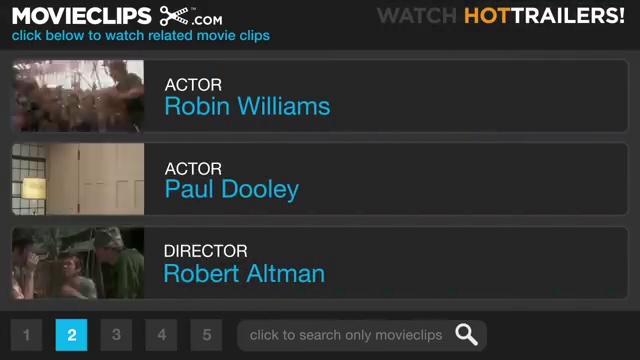 MOVIECLIPS™.COM
WATCH HOTTRAILERS!
click below to watch related movie clips
ACTOR
Robin Williams
ACTOR
Paul Dooley
DIRECTOR
Robert Altman
1 2 3 4 5
click to search only movieclips